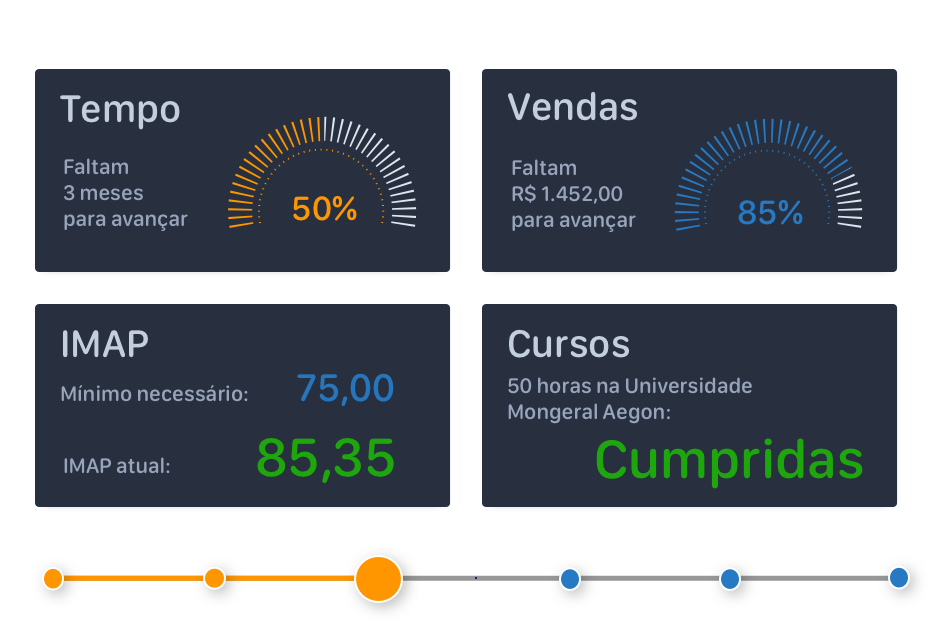 Tempo
Faltam
3 meses
para avançar
50%
Vendas
Faltam
R$ 1.452,00
para avançar
85%
IMAP
Mínimo necessário: 75,00
IMAP atual: 85,35
Cursos
50 horas na Universidade
Mongeral Aegon:
Cumpridas